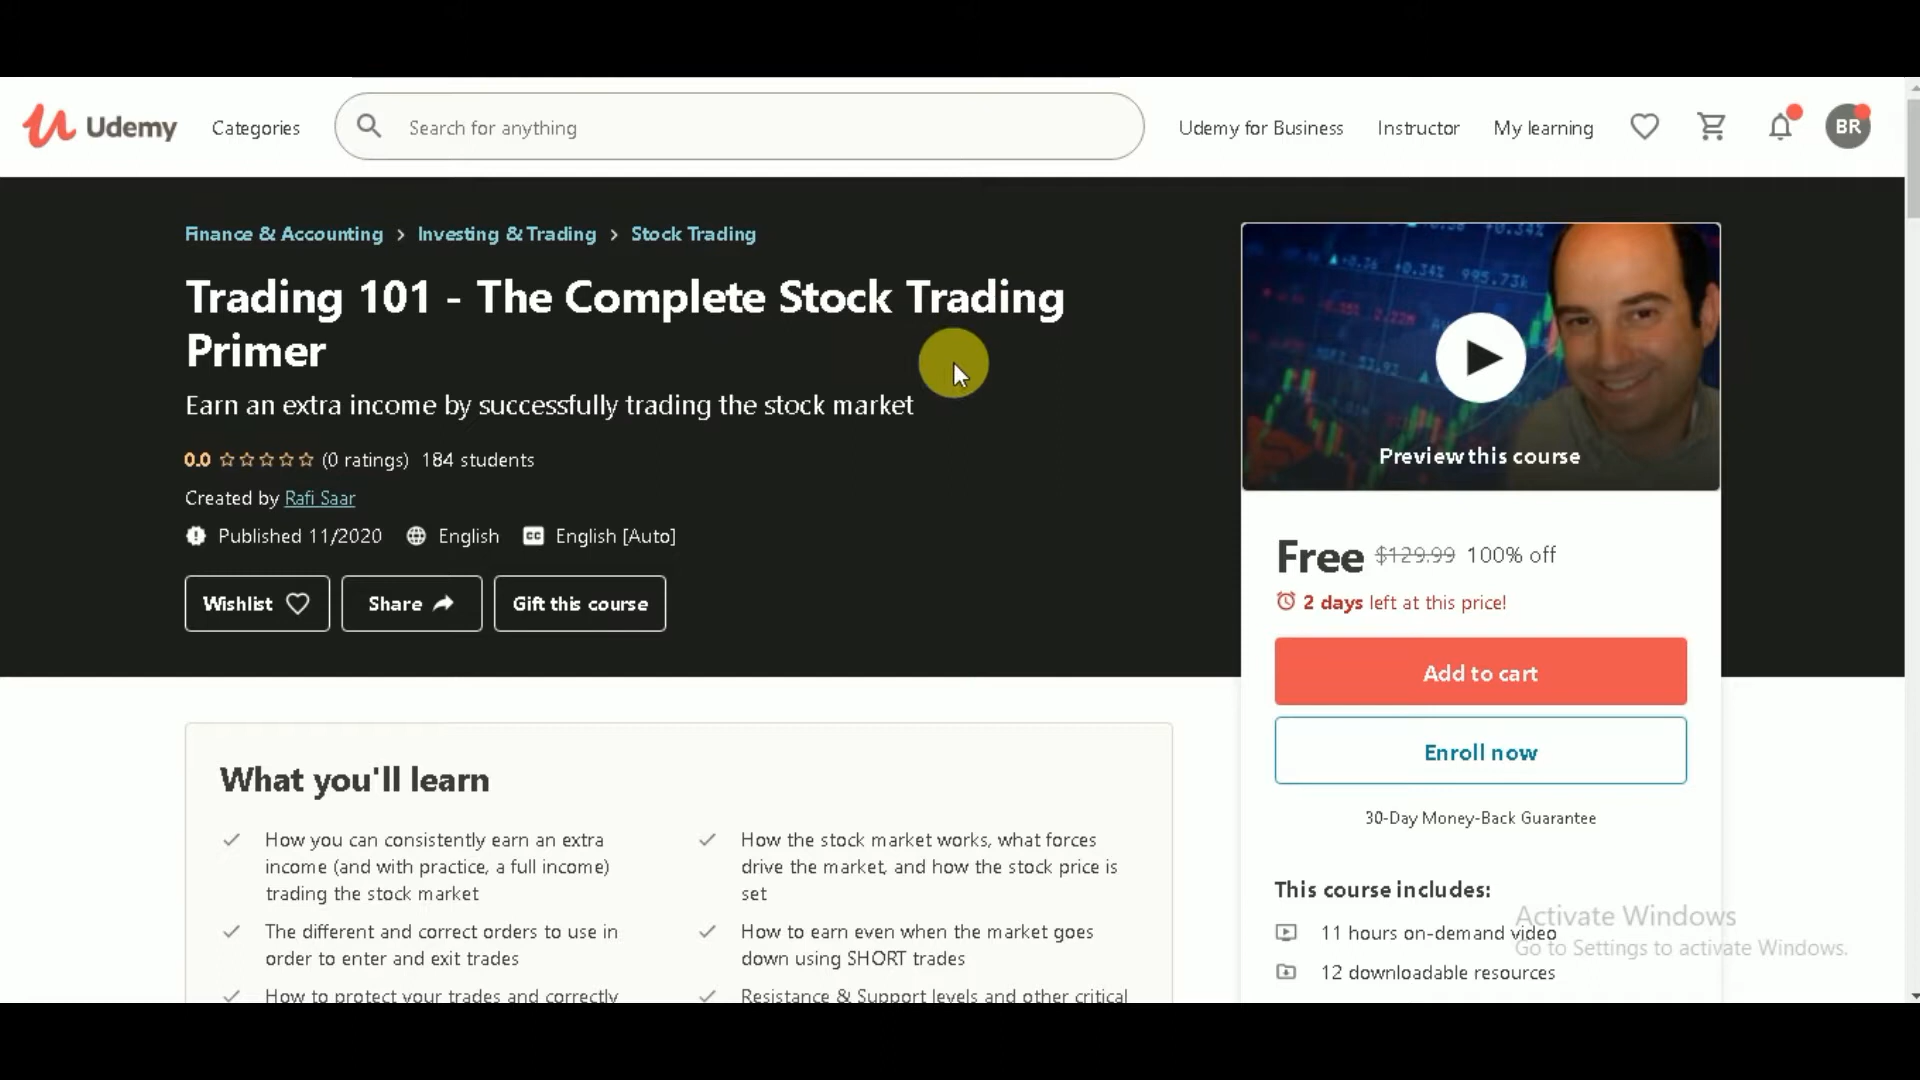 Udemy
Categories
Search for anything
Udemy for Business
Instructor
My learning
BR
Finance & Accounting > Investing & Trading > Stock Trading
Trading 101 - The Complete Stock Trading
Primer
Earn an extra income by successfully trading the stock market
0.0 (0 ratings) 184 students
Created by Rafi Saar
Published 11/2020 English CC English [Auto]
Wishlist
Share
Gift this course
+0.34%
995.73k
Preview this course
Free $129.99 100% off
2 days left at this price!
Add to cart
Enroll now
30-Day Money-Back Guarantee
This course includes:
11 hours on-demand video
12 downloadable resources
Activate Windows
Go to Settings to activate Windows.
What you'll learn
How you can consistently earn an extra
income (and with practice, a full income)
trading the stock market
How the stock market works, what forces
drive the market, and how the stock price is
set
The different and correct orders to use in
order to enter and exit trades
How to earn even when the market goes
down using SHORT trades
How to protect your trades and correctly
Resistance & Support levels and other critical